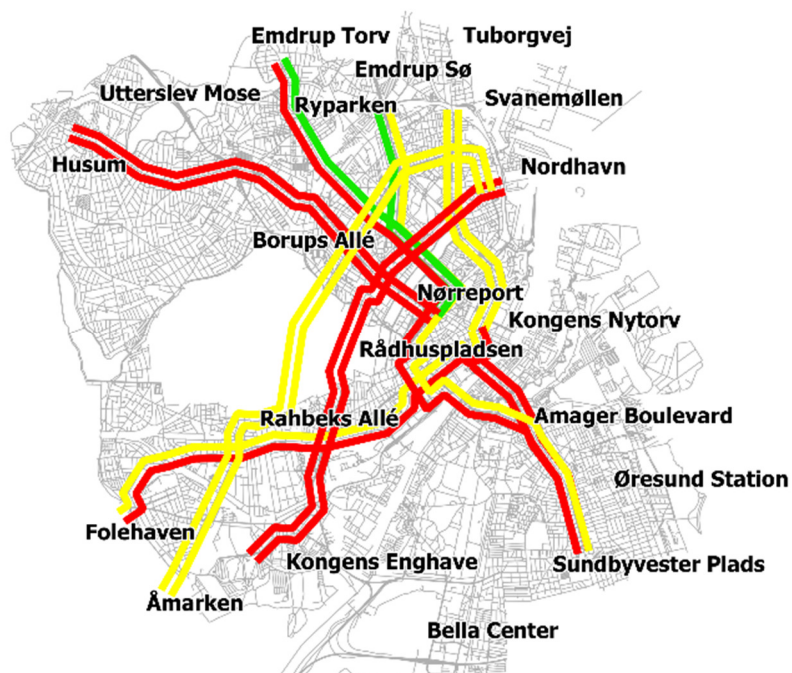 Emdrup Torv
Tuborgvej
Emdrup Sø
Utterslev Mose
Ryparken
Svanemøllen
Husum
Nordhavn
Borups Allé
Nørreport
Kongens Nytorv
Rådhuspladsen
Rahbeks Allé
Amager Boulevard
Øresund Station
Folehaven
Kongens Enghave
Sundbyvester Plads
Åmarken
Bella Center